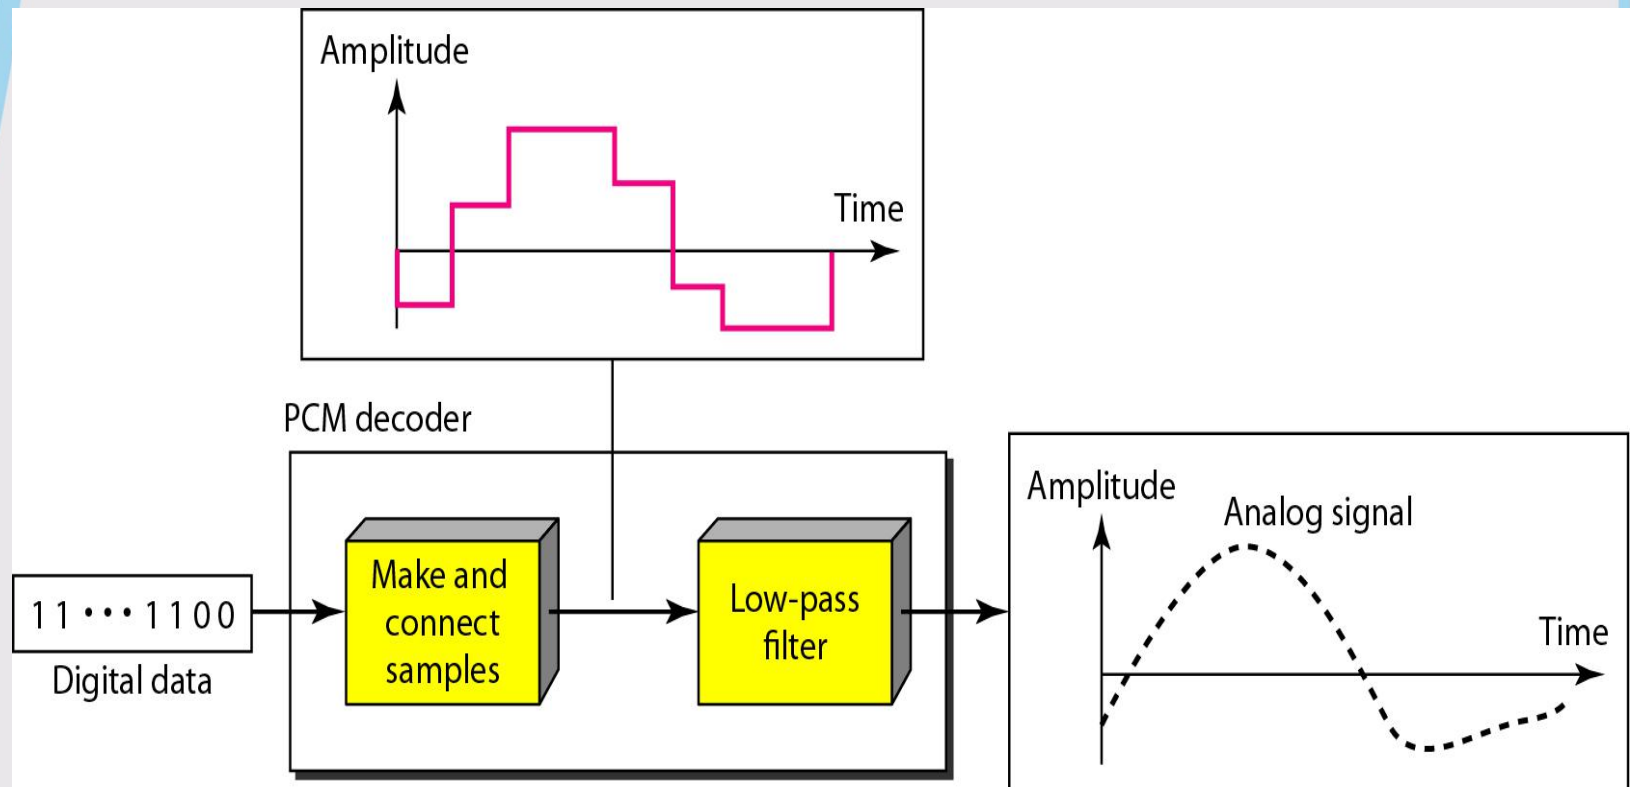 Amplitude
Time
PCM decoder
11 ••• 1100
Digital data
Make and
connect
samples
Low-pass
filter
Amplitude
Analog signal
Time